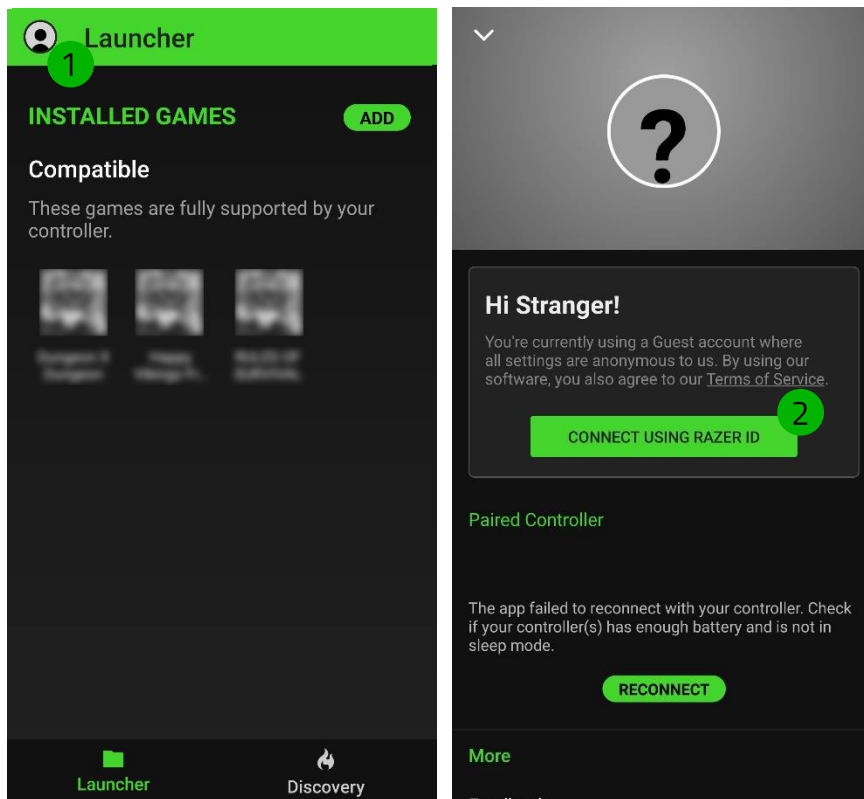 Launcher
1
INSTALLED GAMES
ADD
Compatible
These games are fully supported by your
controller.
Launcher
Discovery
?
Hi Stranger!
You're currently using a Guest account where
all settings are anonymous to us. By using our
software, you also agree to our Terms of Service.
2
CONNECT USING RAZER ID
Paired Controller
The app failed to reconnect with your controller. Check
if your controller(s) has enough battery and is not in
sleep mode.
RECONNECT
More